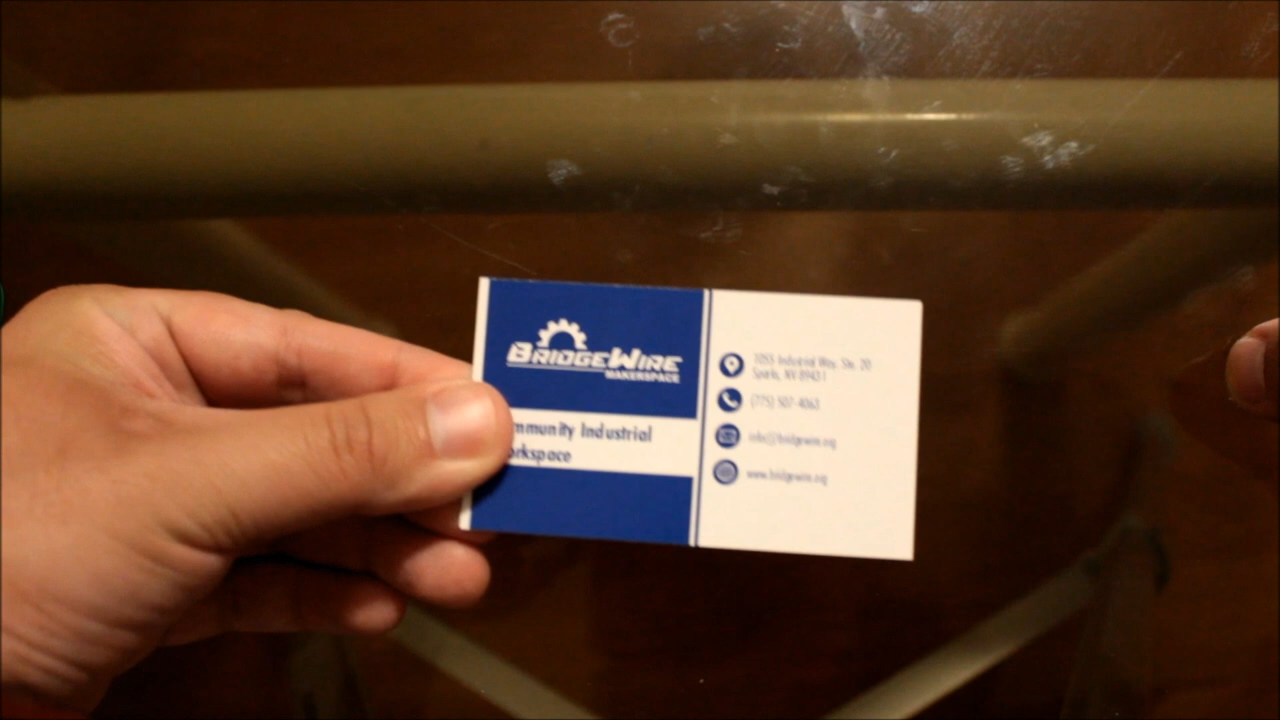 BRIDGEWIRE
MAKERSPACE
mmunity Industrial
orkspace
1055 Industrial Way, Ste. 20
Sparks, NV 89431
(775) 507-4063
info@bridgewire.org
www.bridgewire.org